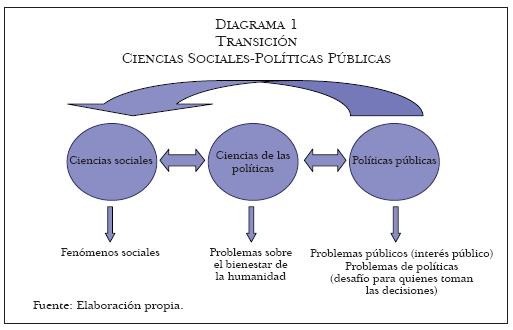 DIAGRAMA 1
TRANSICIÓN
CIENCIAS SOCIALES-POLÍTICAS PÚBLICAS
Ciencias sociales
Ciencias de las
políticas
Políticas públicas
Fenómenos sociales
Problemas sobre
el bienestar de
la humanidad
Problemas públicos (interés público)
Problemas de políticas
(desafío para quienes toman
las decisiones)
Fuente: Elaboración propia.